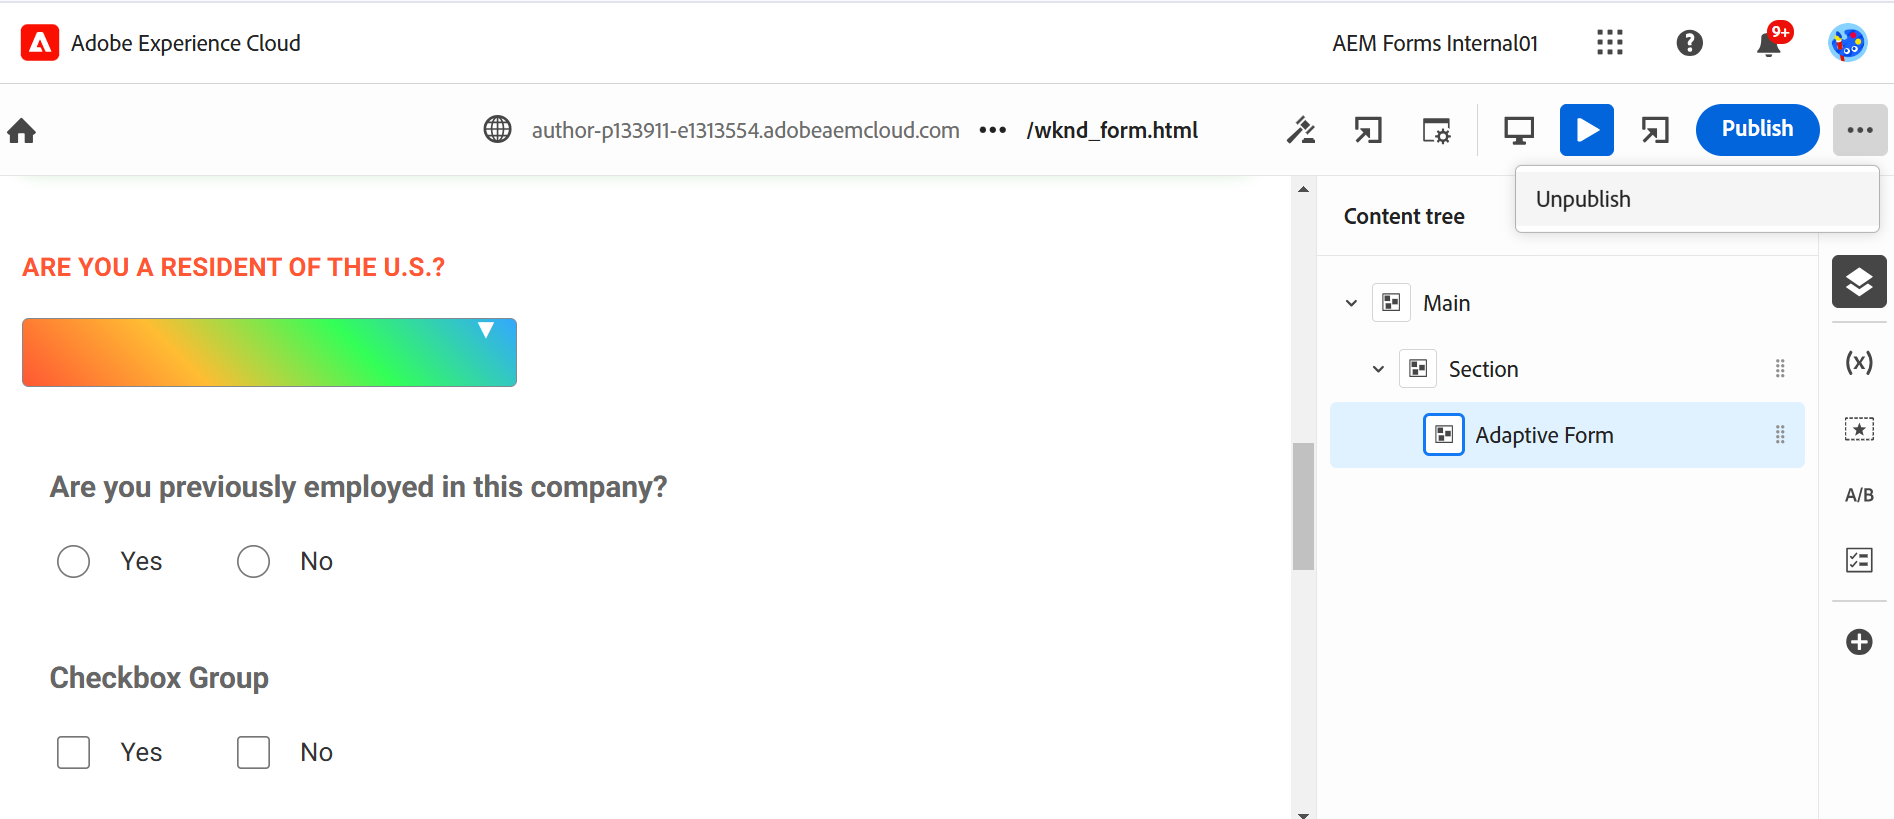 Adobe Experience Cloud
AEM Forms Internal01
9+
author-p133911-e1313554.adobeaemcloud.com ••• /wknd_form.html
Publish
Unpublish
Content tree
ARE YOU A RESIDENT OF THE U.S.?
Main
Section
Adaptive Form
(x)
A/B
Are you previously employed in this company?
Yes No
Checkbox Group
Yes No